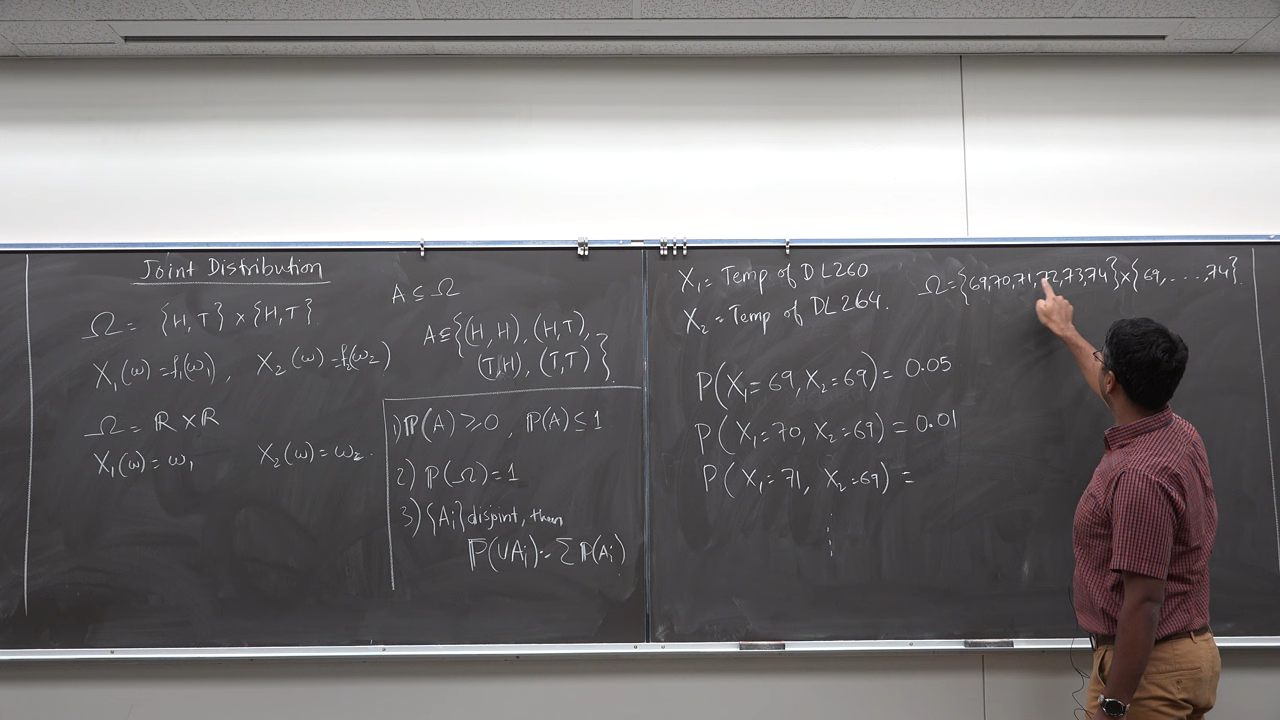 Joint Distribution
Ω = {H,T} × {H,T}
X₁(ω) = f₁(ω₁), X₂(ω) = f₂(ω₂)
Ω = ℝ × ℝ
X₁(ω) = ω₁ X₂(ω) = ω₂.
A ⊆ Ω
A ⊆ {(H,H), (H,T),
(T,H), (T,T)}.
1) ℙ(A) ⩾ 0, ℙ(A) ≤ 1
2) ℙ(Ω) = 1
3) {Aᵢ} disjoint, then
ℙ(∪Aᵢ) = Σ ℙ(Aᵢ)
X₁ = Temp of DL260
X₂ = Temp of DL264.
Ω = {69,70,71,72,73,74} × {69, . . . . ,74}.
P(X₁ = 69, X₂ = 69) = 0.05
P(X₁ = 70, X₂ = 69) = 0.01
P(X₁ = 71, X₂ = 69) =
⋮